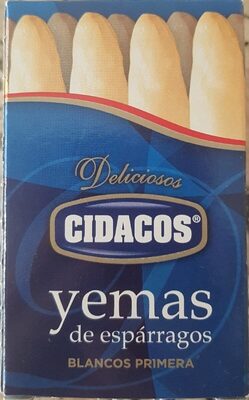 Deliciosos
CIDACOS®
yemas
de espárragos
BLANCOS PRIMERA